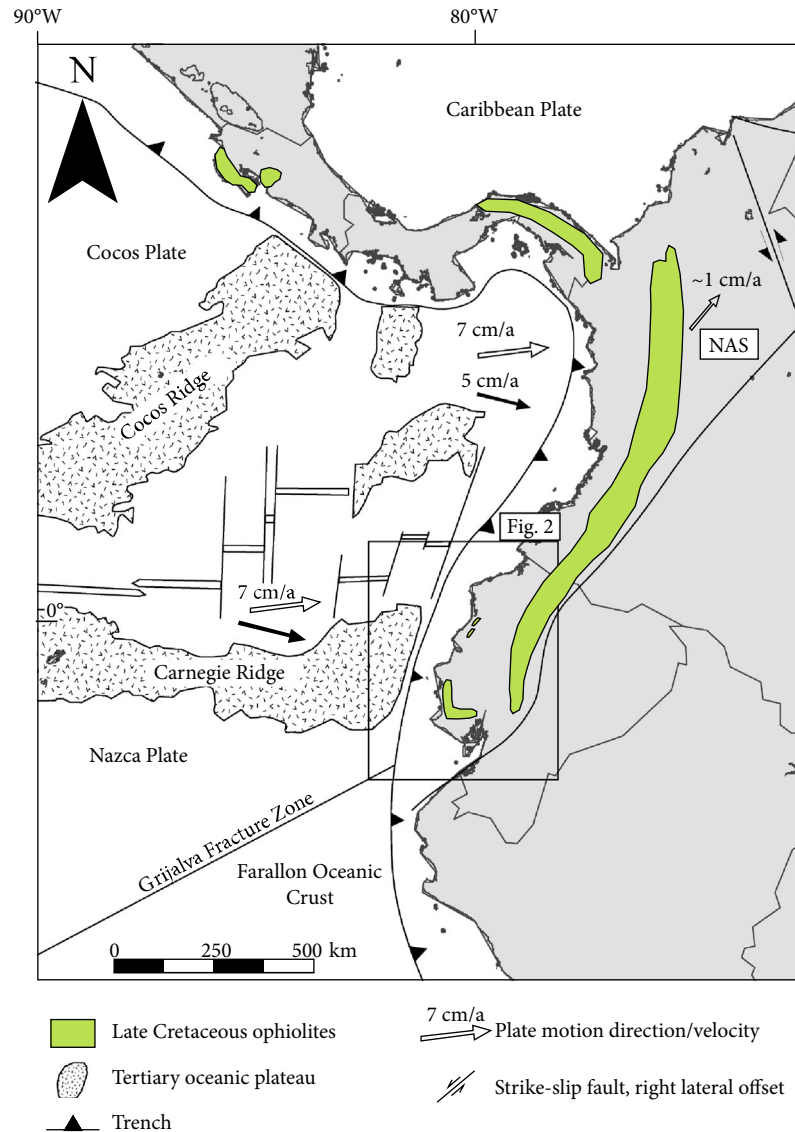 90°W
80°W
N
Caribbean Plate
Cocos Plate
~1 cm/a
7 cm/a
NAS
5 cm/a
Cocos Ridge
Fig. 2
7 cm/a
0°
Carnegie Ridge
Nazca Plate
Grijalva Fracture Zone
Farallon Oceanic
Crust
0 250 500 km
Late Cretaceous ophiolites
7 cm/a
Plate motion direction/velocity
Tertiary oceanic plateau
Strike-slip fault, right lateral offset
Trench